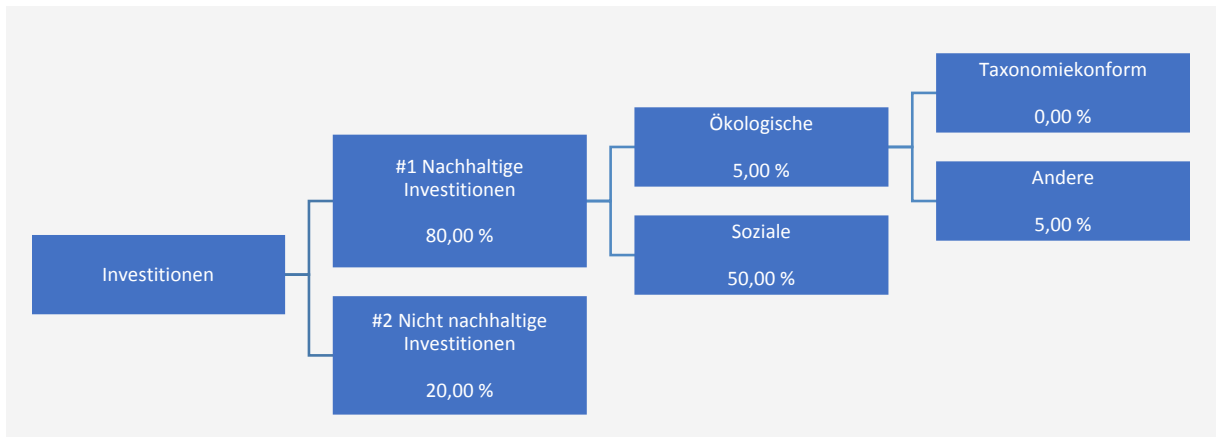 Investitionen
#1 Nachhaltige
Investitionen
80,00 %
#2 Nicht nachhaltige
Investitionen
20,00 %
Ökologische
5,00 %
Soziale
50,00 %
Taxonomiekonform
0,00 %
Andere
5,00 %